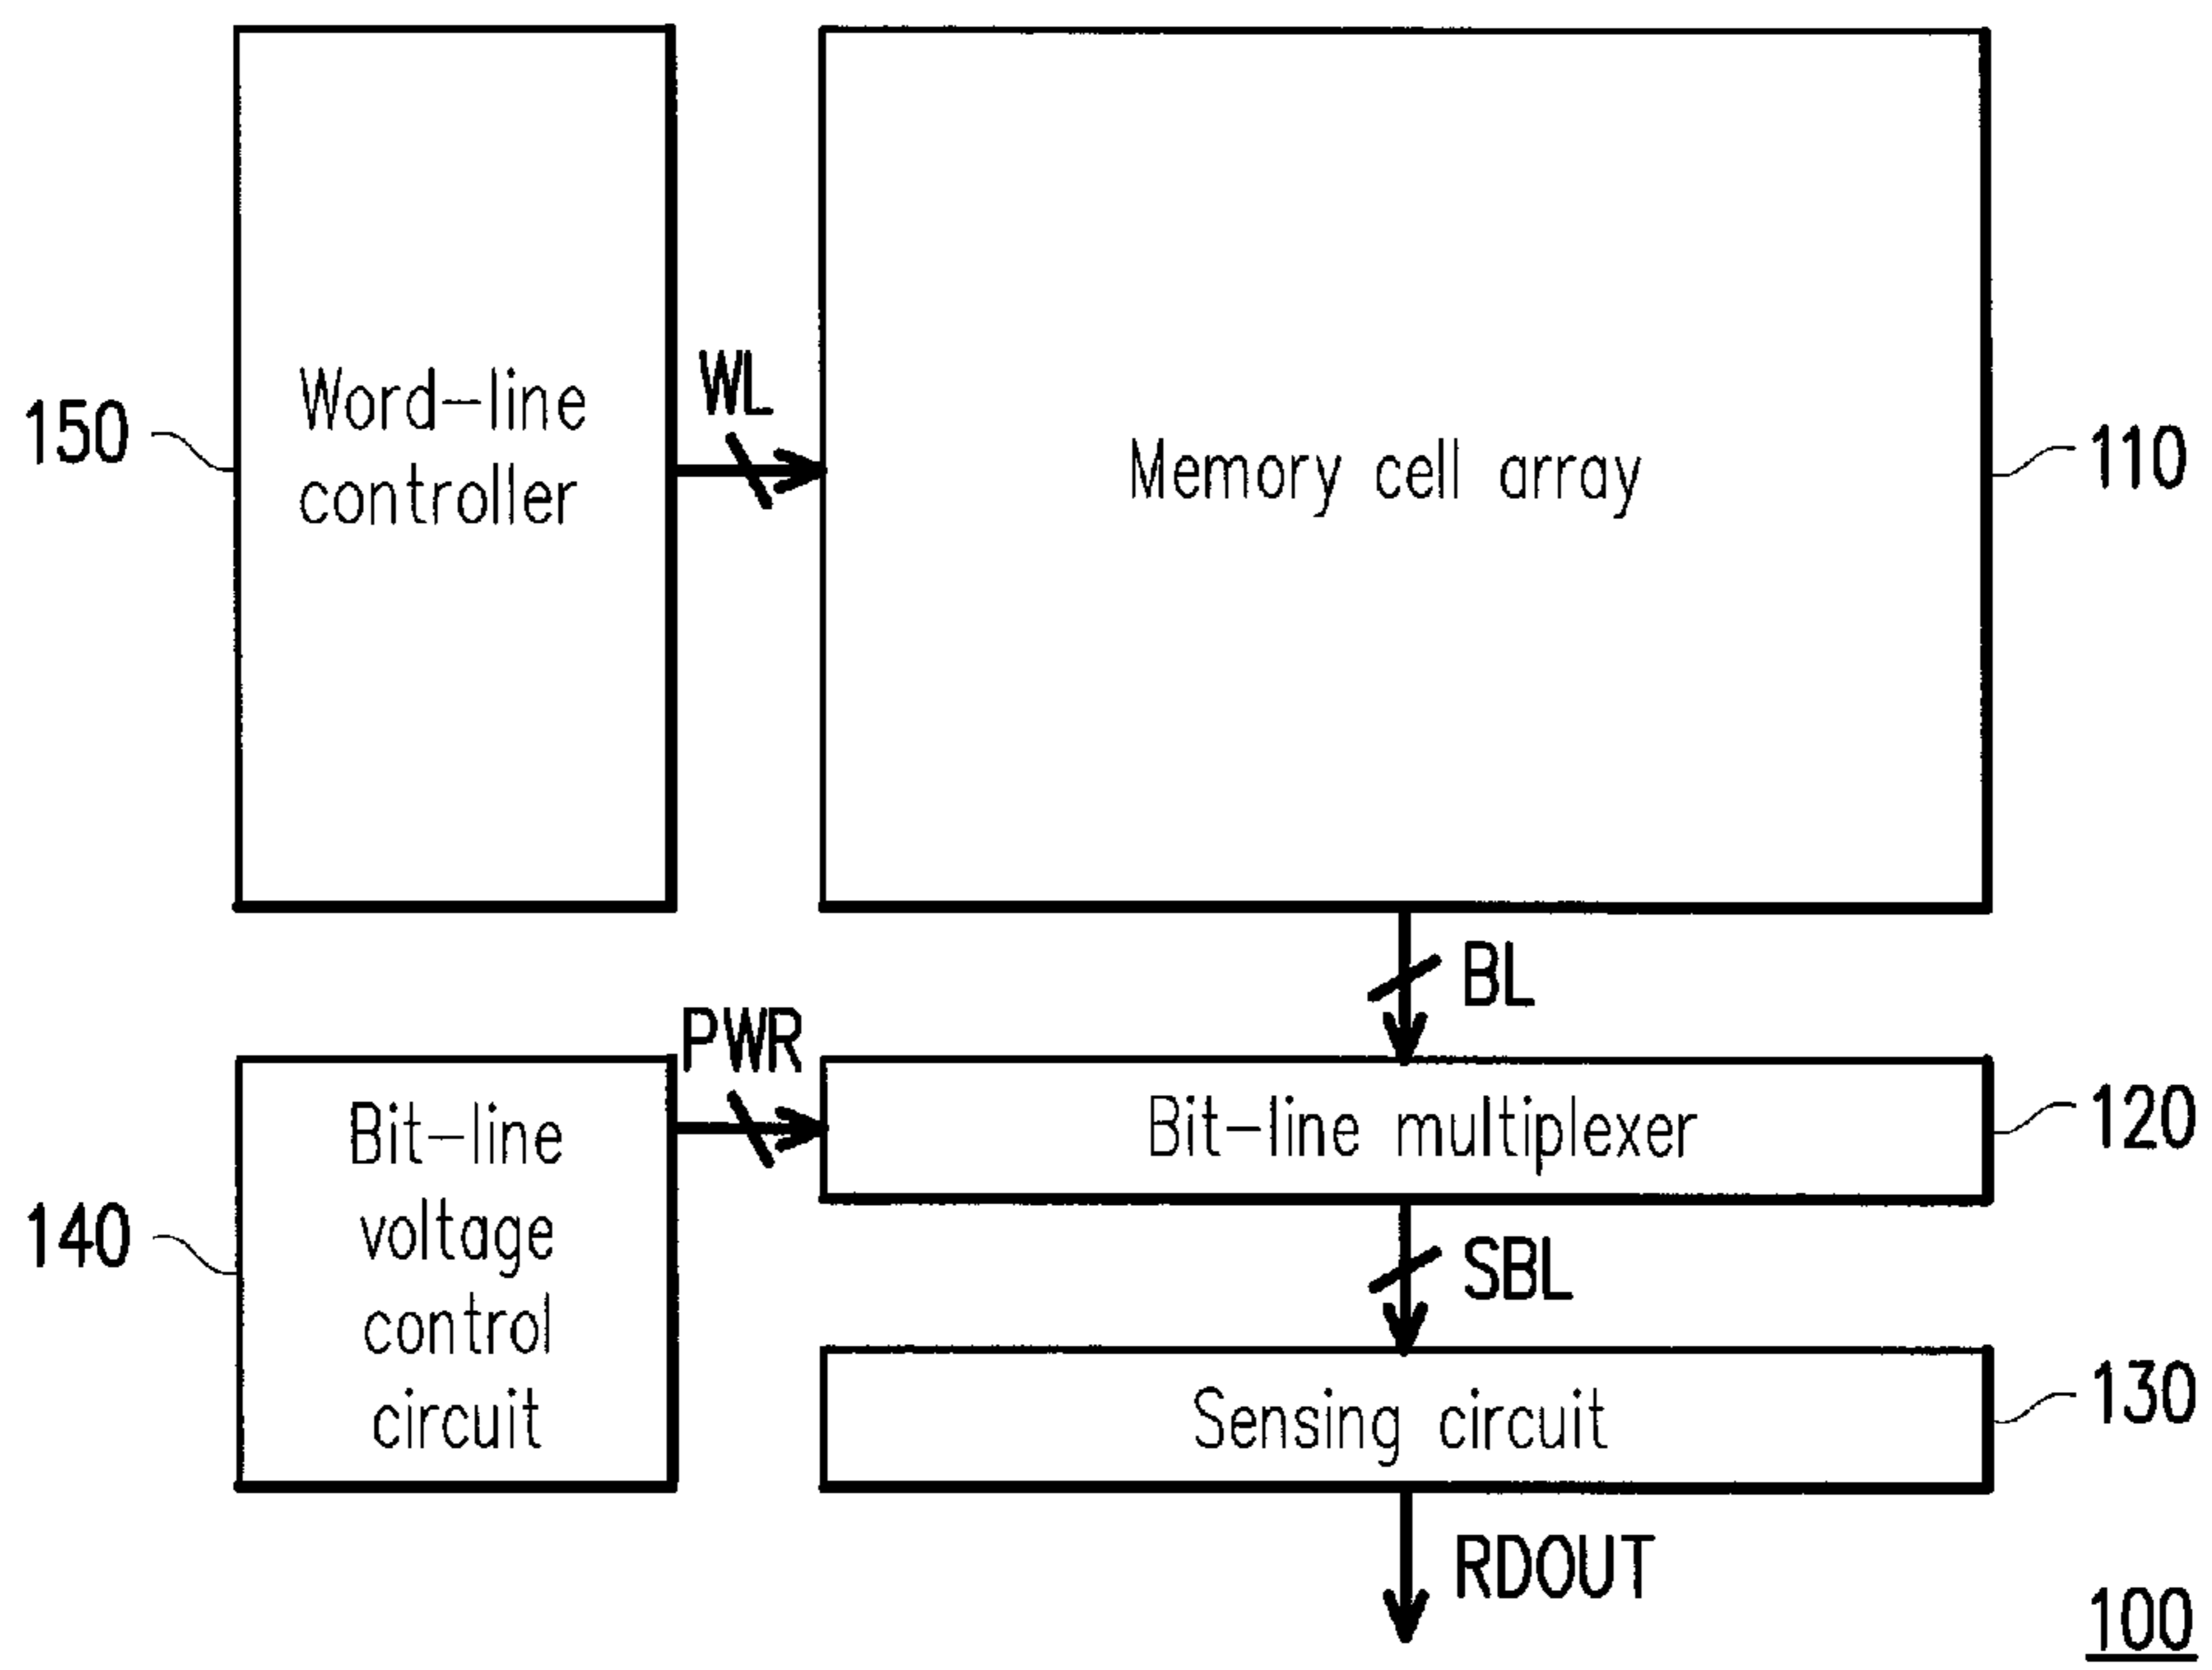 150
Word-line
controller
WL
Memory cell array
110
BL
PWR
140
Bit-line
voltage
control
circuit
Bit-line multiplexer
120
SBL
Sensing circuit
130
RDOUT
100